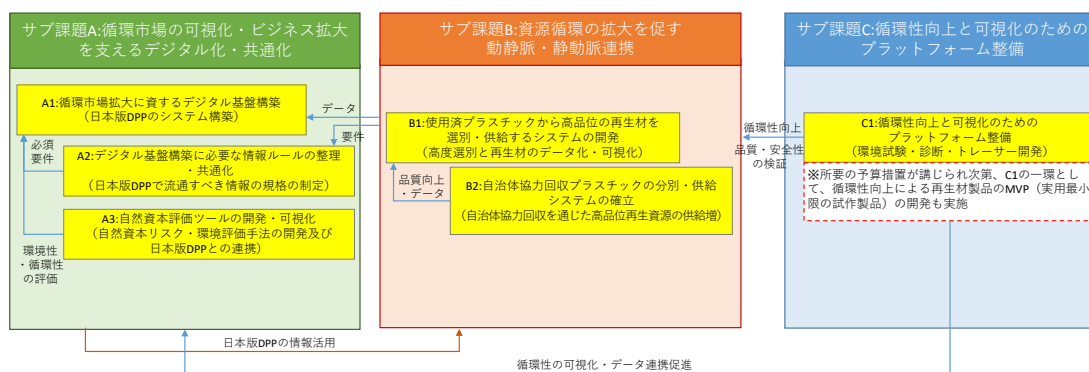 サブ課題A:循環市場の可視化・ビジネス拡大
を支えるデジタル化・共通化
A1:循環市場拡大に資するデジタル基盤構築
（日本版DPPのシステム構築）
必須
要件
A2:デジタル基盤構築に必要な情報ルールの整理
・共通化
（日本版DPPで流通すべき情報の規格の制定）
A3:自然資本評価ツールの開発・可視化
（自然資本リスク・環境評価手法の開発及び
日本版DPPとの連携）
環境性
・循環性
の評価
データ
要件
サブ課題B:資源循環の拡大を促す
動静脈・静動脈連携
B1:使用済プラスチックから高品位の再生材を
選別・供給するシステムの開発
（高度選別と再生材のデータ化・可視化）
品質向上
・データ
B2:自治体協力回収プラスチックの分別・供給
システムの確立
（自治体協力回収を通じた高品位再生資源の供給増）
循環性向上
品質・安全性
の検証
サブ課題C:循環性向上と可視化のための
プラットフォーム整備
C1:循環性向上と可視化のための
プラットフォーム整備
（環境試験・診断・トレーサー開発）
※所要の予算措置が講じられ次第、C1の一環とし
て、循環性向上による再生材製品のMVP（実用最小
限の試作製品）の開発も実施
日本版DPPの情報活用
循環性の可視化・データ連携促進